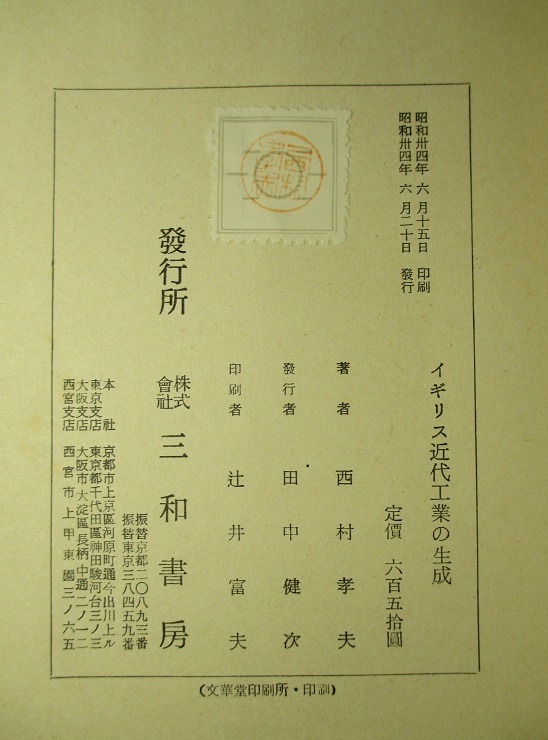 昭和卅四年 六月十五日 印刷
昭和卅四年 六月二十日 發行
イギリス近代工業の生成
定價 六百五拾圓
著者 西村孝夫
發行者 田中健次
印刷者 辻井富夫
發行所 株式會社 三和書房
振替京都二〇八九三番
振替東京三八四五九番
本社 京都市上京區河原町通今出川上ル
東京支店 東京都千代田區神田駿河台三ノ三
大阪支店 大阪市大淀區長柄中通二ノ一二
西宮支店 西宮市上甲東園三ノ六五
(文華堂印刷所・印刷)